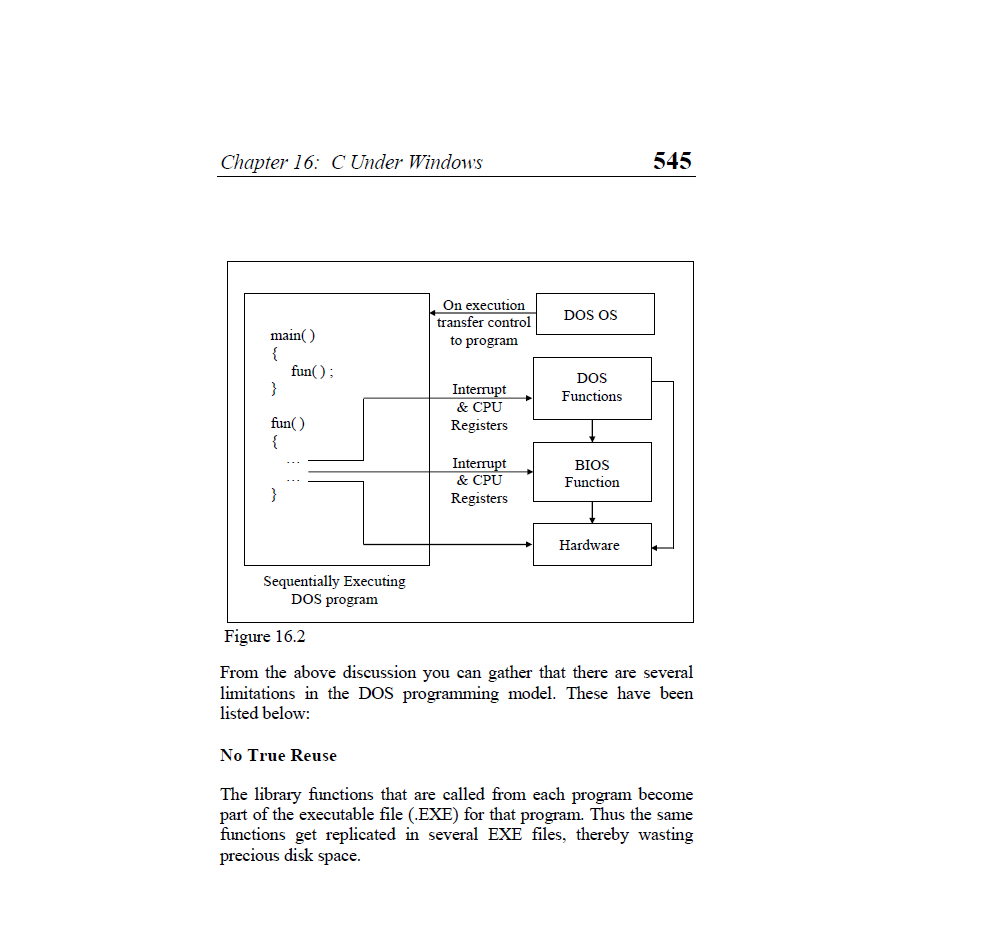 Chapter 16: C Under Windows 545
On execution
transfer control
to program
DOS OS
main( )
{
fun( ) ;
}
fun( )
{
...
...
}
Interrupt
& CPU
Registers
DOS
Functions
Interrupt
& CPU
Registers
BIOS
Function
Hardware
Sequentially Executing
DOS program
Figure 16.2
From the above discussion you can gather that there are several
limitations in the DOS programming model. These have been
listed below:
No True Reuse
The library functions that are called from each program become
part of the executable file (.EXE) for that program. Thus the same
functions get replicated in several EXE files, thereby wasting
precious disk space.